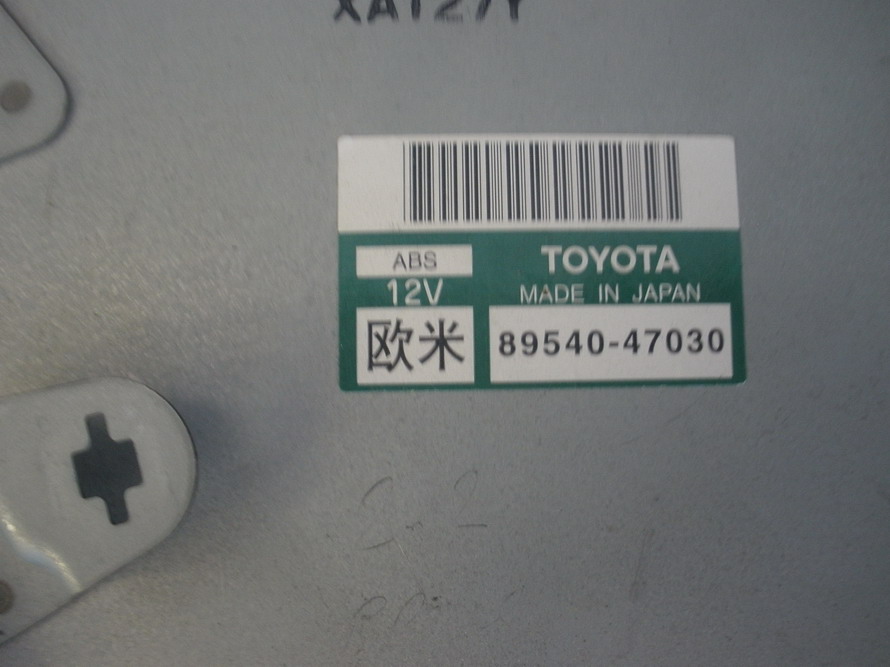 ABS
TOYOTA
12V
MADE IN JAPAN
欧米
89540-47030